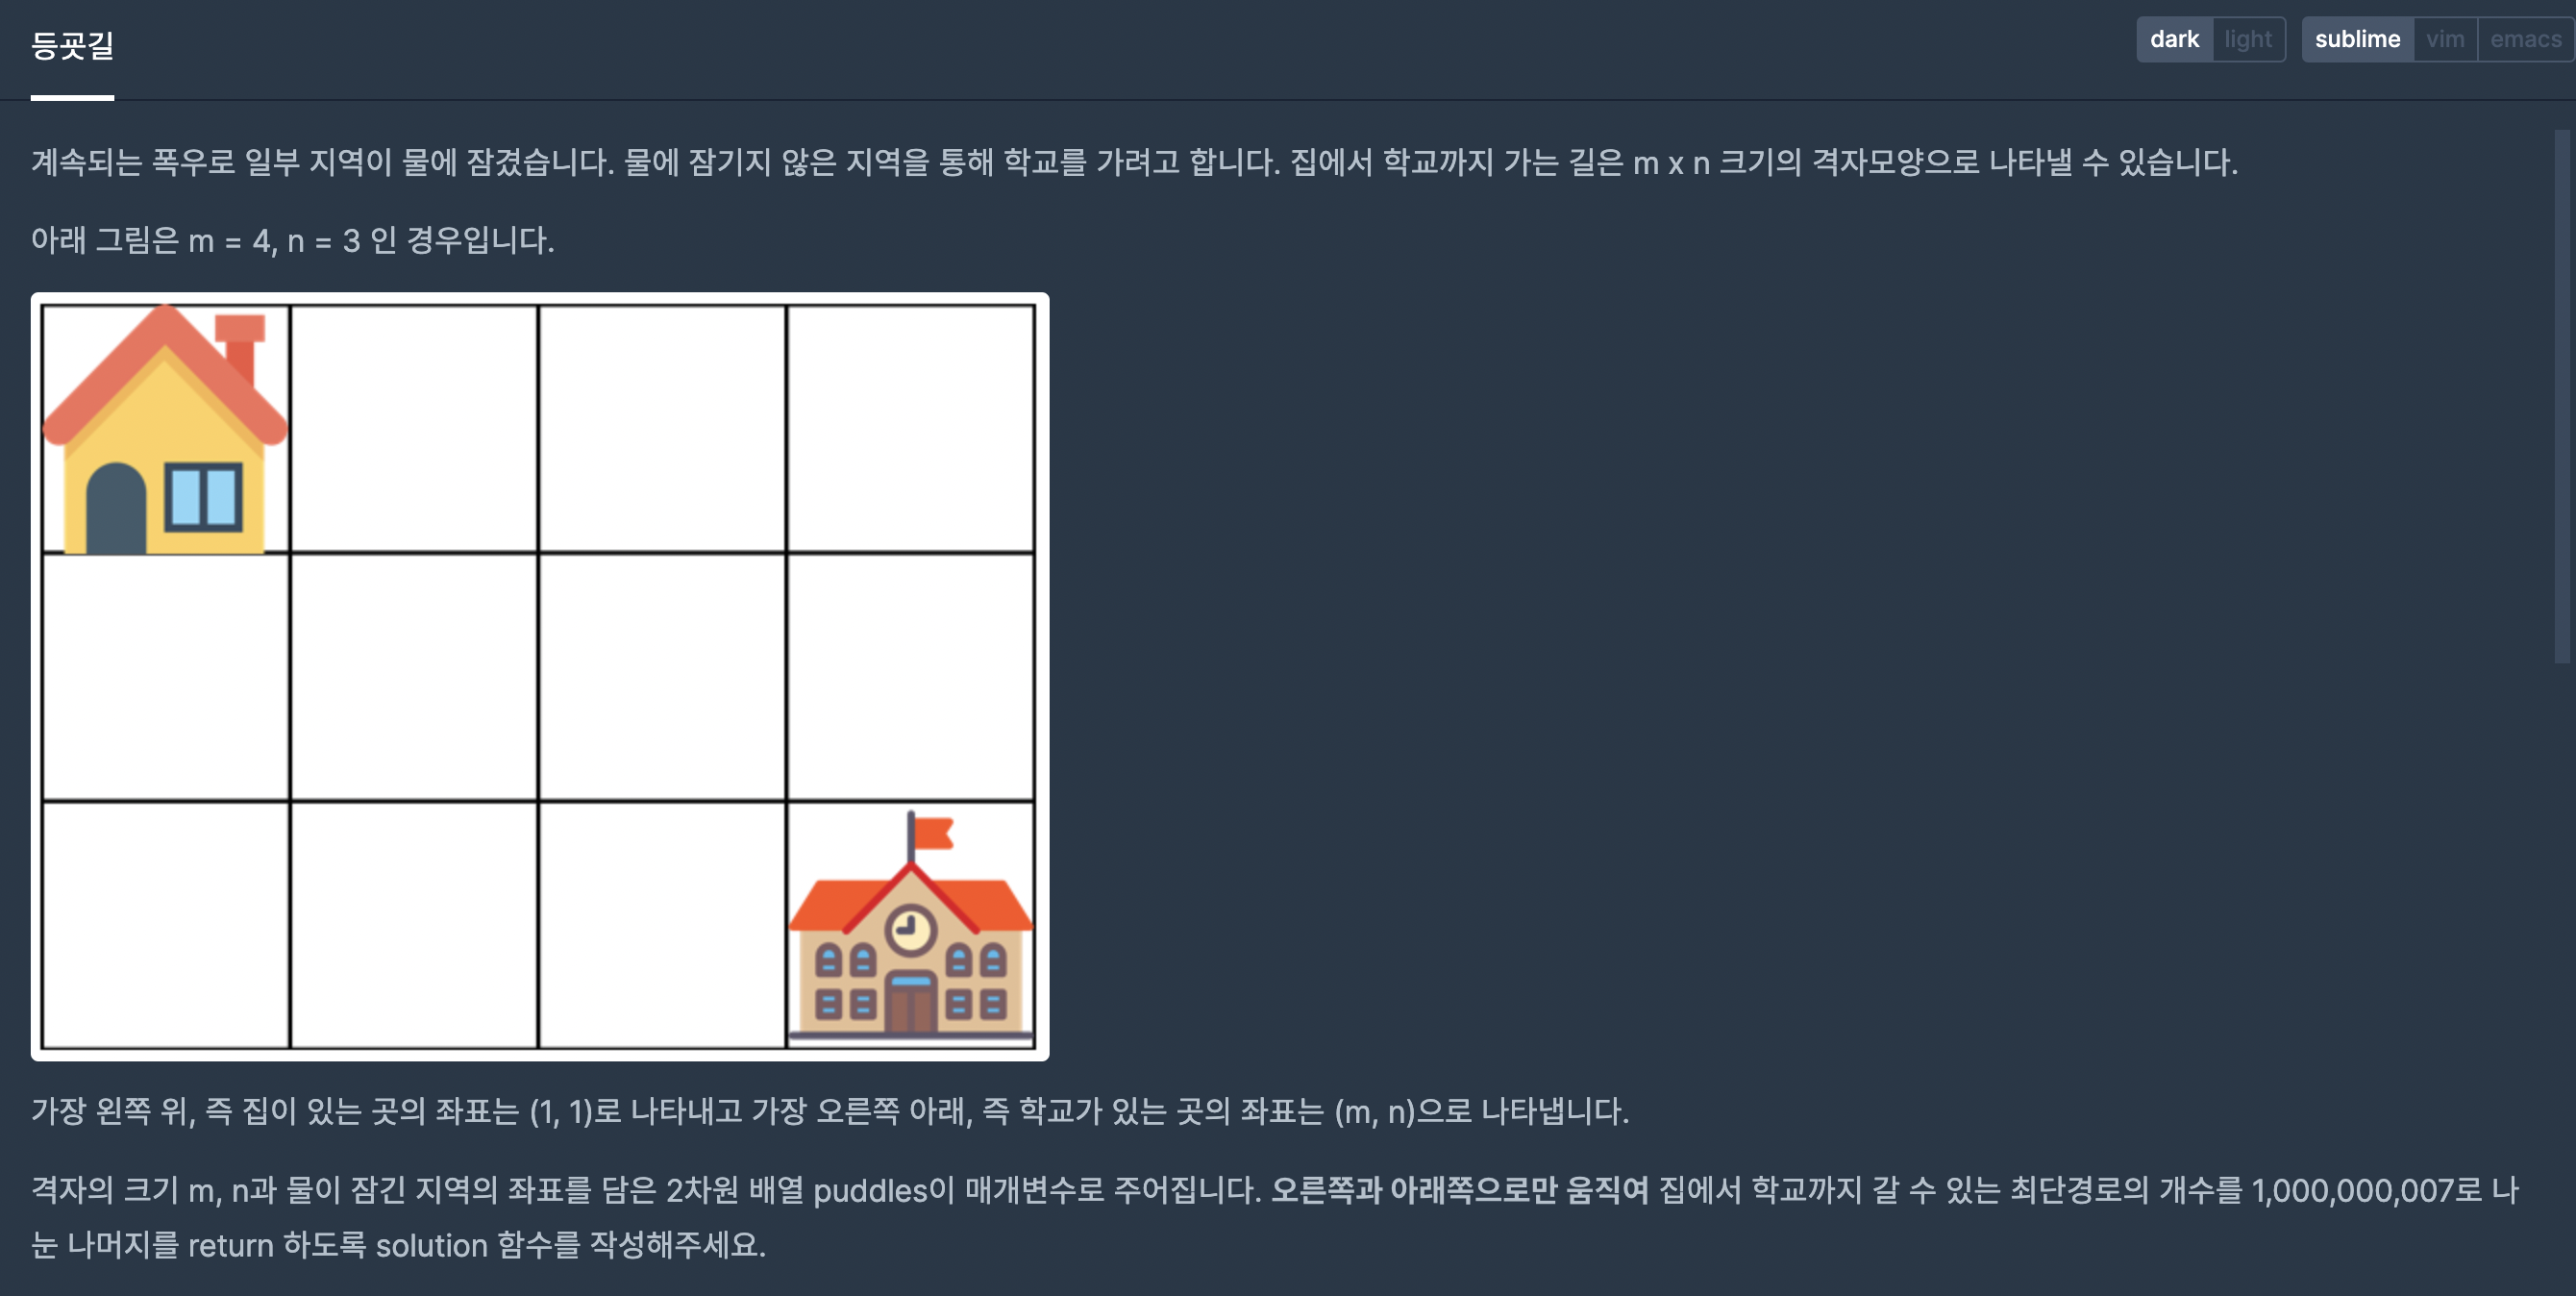 등굣길
dark light sublime vim emacs
계속되는 폭우로 일부 지역이 물에 잠겼습니다. 물에 잠기지 않은 지역을 통해 학교를 가려고 합니다. 집에서 학교까지 가는 길은 m x n 크기의 격자모양으로 나타낼 수 있습니다.
아래 그림은 m = 4, n = 3 인 경우입니다.
가장 왼쪽 위, 즉 집이 있는 곳의 좌표는 (1, 1)로 나타내고 가장 오른쪽 아래, 즉 학교가 있는 곳의 좌표는 (m, n)으로 나타냅니다.
격자의 크기 m, n과 물이 잠긴 지역의 좌표를 담은 2차원 배열 puddles이 매개변수로 주어집니다. 오른쪽과 아래쪽으로만 움직여 집에서 학교까지 갈 수 있는 최단경로의 개수를 1,000,000,007로 나
눈 나머지를 return 하도록 solution 함수를 작성해주세요.